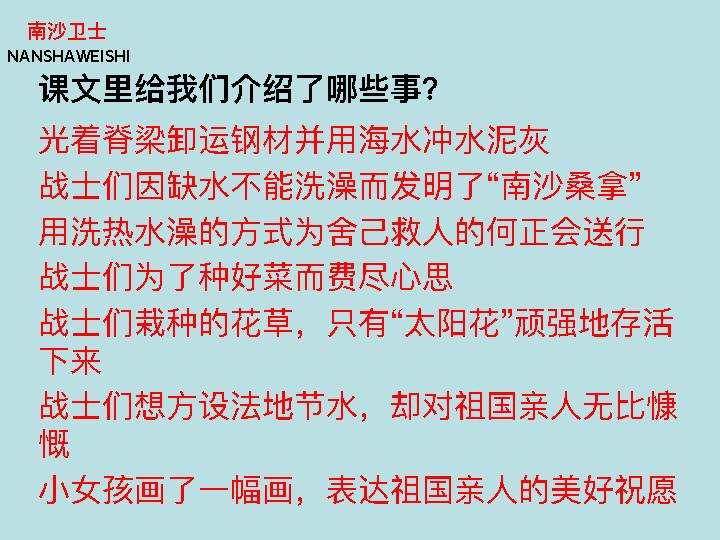 南沙卫士
NANSHAWEISHI
课文里给我们介绍了哪些事？
光着脊梁卸运钢材并用海水冲水泥灰
战士们因缺水不能洗澡而发明了“南沙桑拿”
用洗热水澡的方式为舍己救人的何正会送行
战士们为了种好菜而费尽心思
战士们栽种的花草，只有“太阳花”顽强地存活
下来
战士们想方设法地节水，却对祖国亲人无比慷
慨
小女孩画了一幅画，表达祖国亲人的美好祝愿